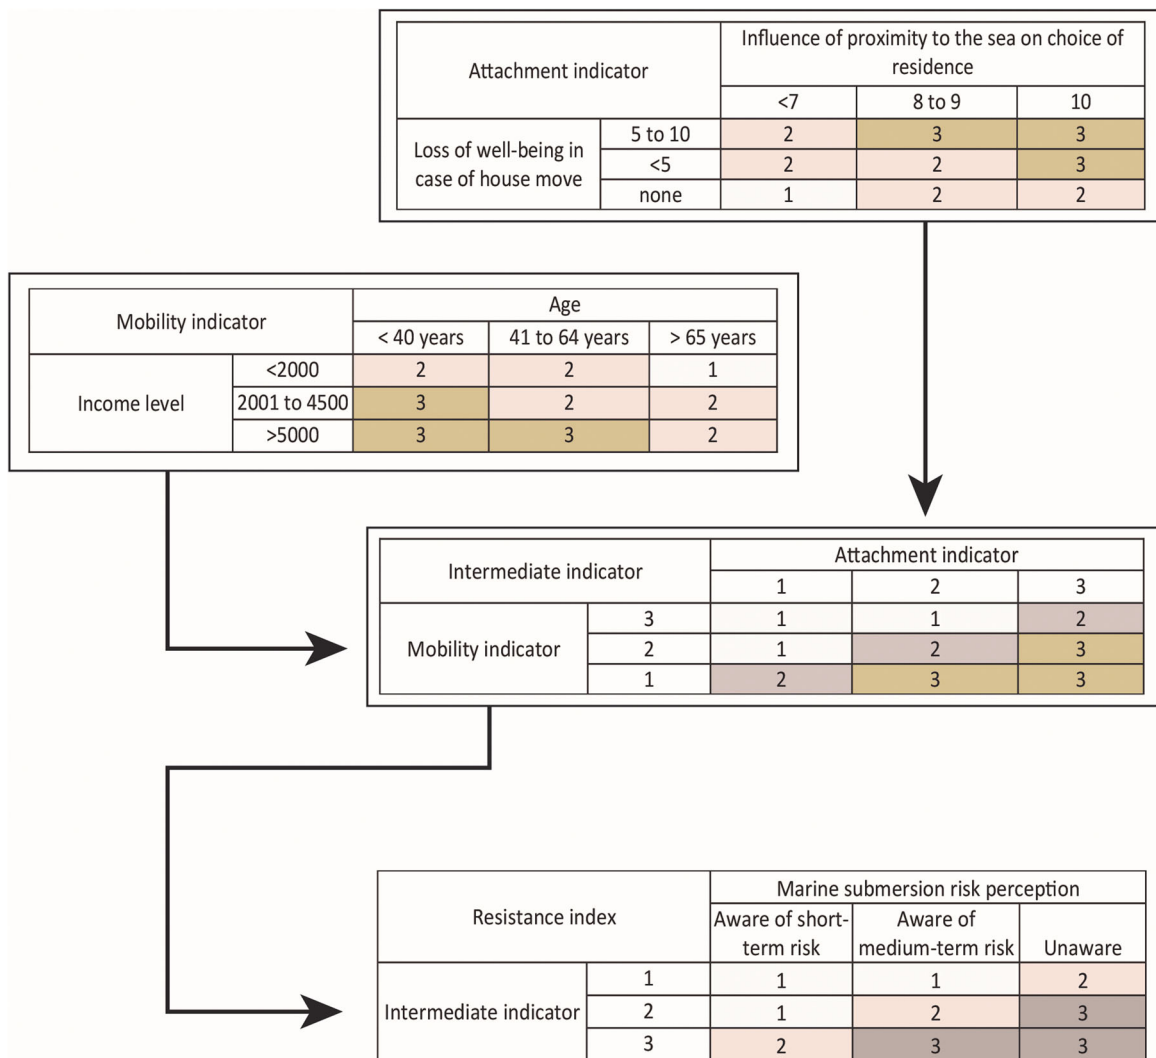 Attachment indicator
Influence of proximity to the sea on choice of
residence
<7 8 to 9 10
Loss of well-being in
case of house move
5 to 10 2 3 3
<5 2 2 3
none 1 2 2
Mobility indicator
Age
< 40 years 41 to 64 years > 65 years
Income level
<2000 2 2 1
2001 to 4500 3 2 2
>5000 3 3 2
Intermediate indicator
Attachment indicator
1 2 3
Mobility indicator
3 1 1 2
2 1 2 3
1 2 3 3
Resistance index
Marine submersion risk perception
Aware of short-
term risk
Aware of
medium-term risk
Unaware
Intermediate indicator
1 1 1 2
2 1 2 3
3 2 3 3